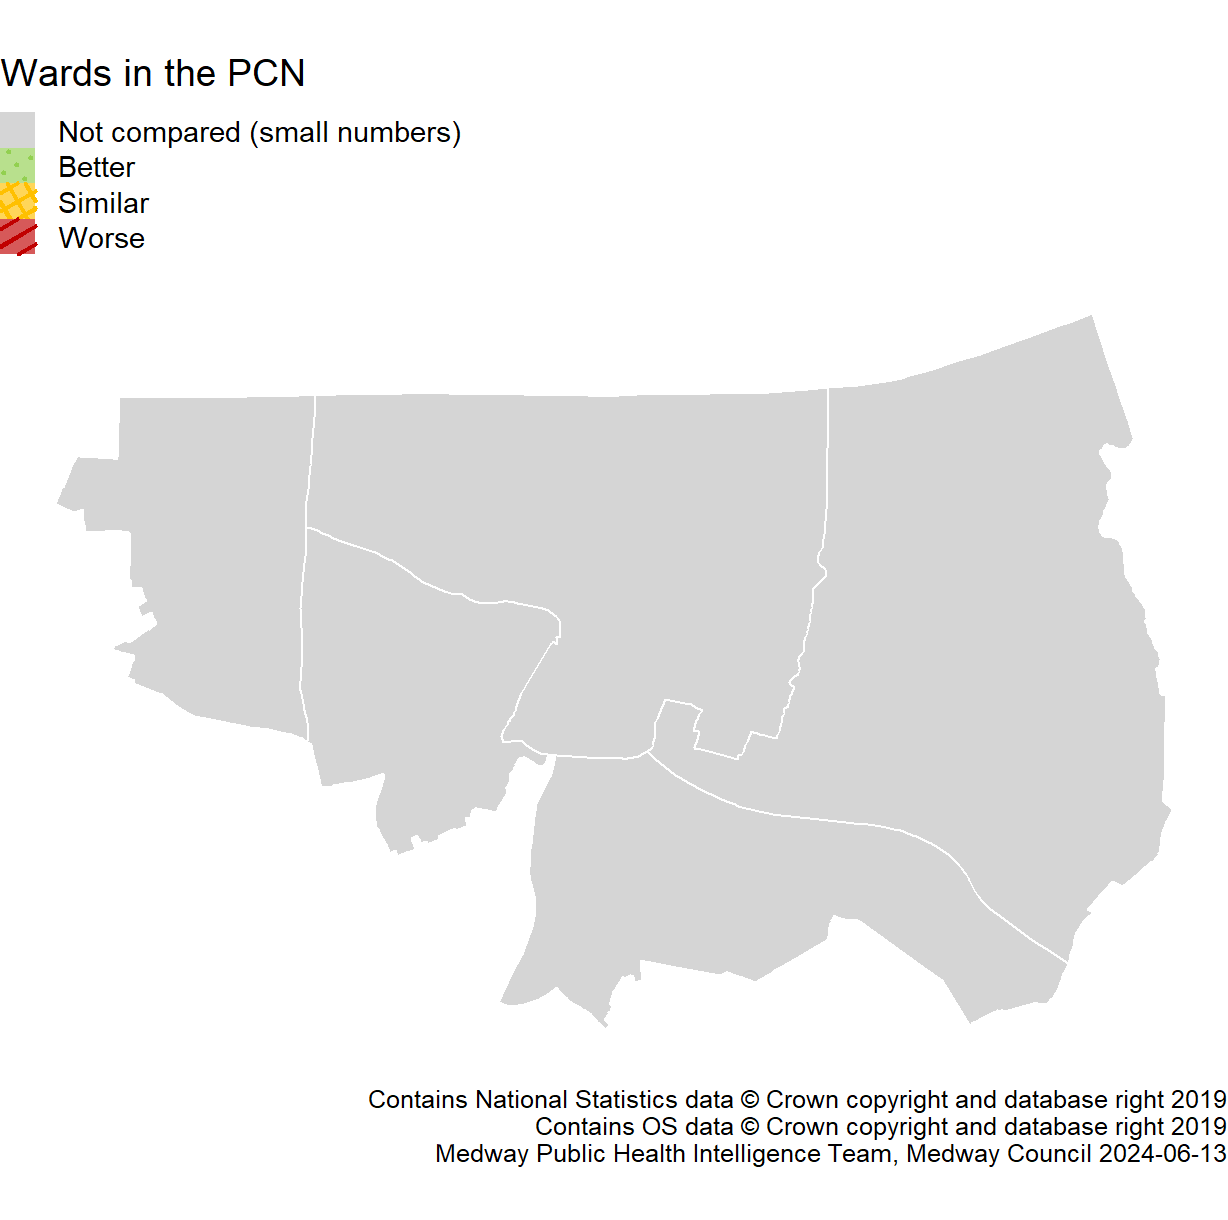 Wards in the PCN
Not compared (small numbers)
Better
Similar
Worse
Contains National Statistics data © Crown copyright and database right 2019
Contains OS data © Crown copyright and database right 2019
Medway Public Health Intelligence Team, Medway Council 2024-06-13